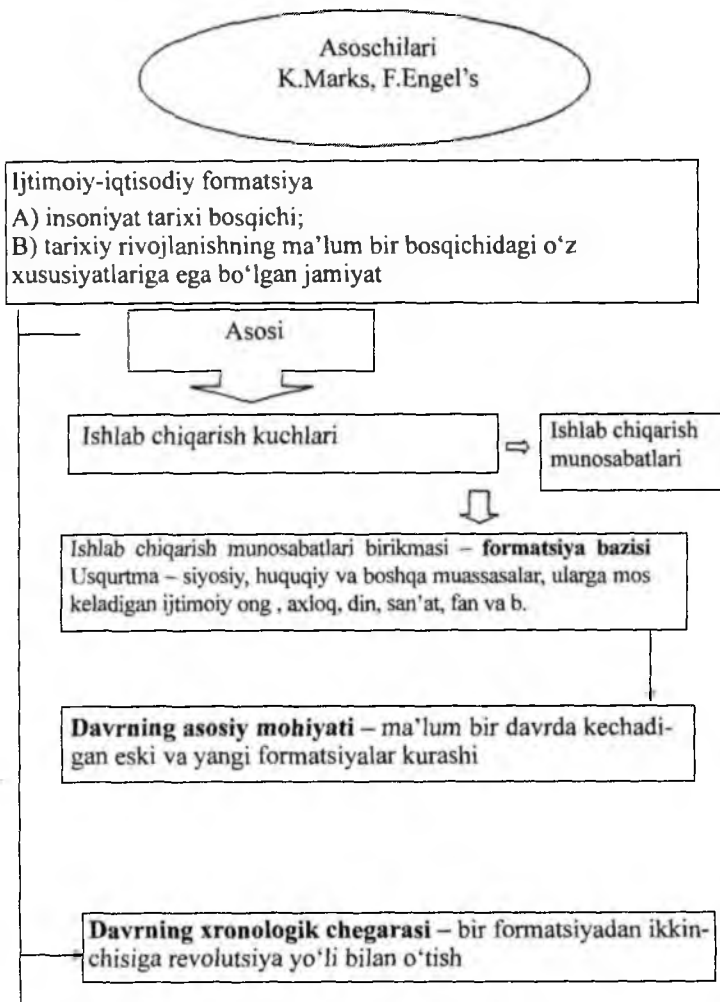 Asoschilari
K.Marks, F.Engel's
Ijtimoiy-iqtisodiy formatsiya
A) insoniyat tarixi bosqichi;
B) tarixiy rivojlanishning ma'lum bir bosqichidagi o‘z
xususiyatlariga ega bo‘lgan jamiyat
Asosi
Ishlab chiqarish kuchlari
Ishlab chiqarish
munosabatlari
Ishlab chiqarish munosabatlari birikmasi – formatsiya bazisi
Usqurtma – siyosiy, huquqiy va boshqa muassasalar, ularga mos
keladigan ijtimoiy ong , axloq, din, san'at, fan va b.
Davrning asosiy mohiyati – ma'lum bir davrda kechadi-
gan eski va yangi formatsiyalar kurashi
Davrning xronologik chegarasi – bir formatsiyadan ikkin-
chisiga revolutsiya yo‘li bilan o‘tish